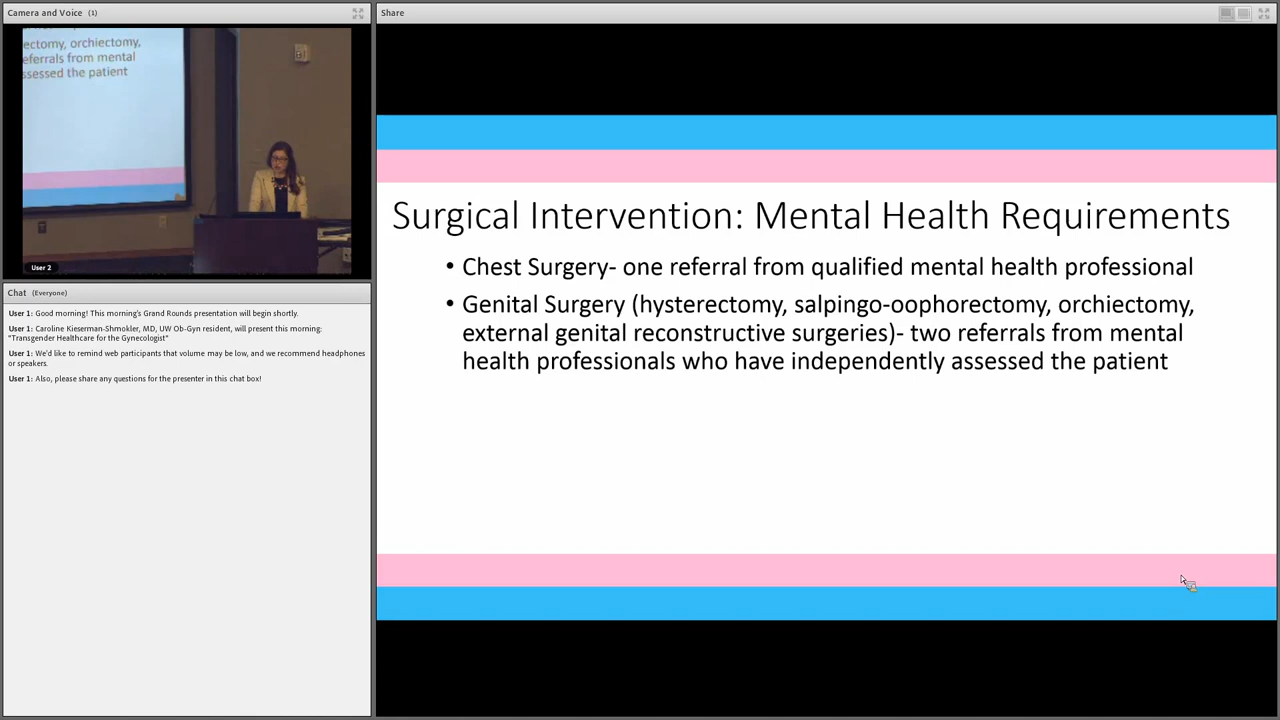 Camera and Voice (1)
ectomy, orchiectomy,
eferrals from mental
ssessed the patient
User 2
Chat (Everyone)
User 1: Good morning! This morning's Grand Rounds presentation will begin shortly.
User 1: Caroline Kieserman-Shmokler, MD, UW Ob-Gyn resident, will present this morning:
"Transgender Healthcare for the Gynecologist"
User 1: We'd like to remind web participants that volume may be low, and we recommend headphones
or speakers.
User 1: Also, please share any questions for the presenter in this chat box!
Share
Surgical Intervention: Mental Health Requirements
• Chest Surgery- one referral from qualified mental health professional
• Genital Surgery (hysterectomy, salpingo-oophorectomy, orchiectomy,
external genital reconstructive surgeries)- two referrals from mental
health professionals who have independently assessed the patient